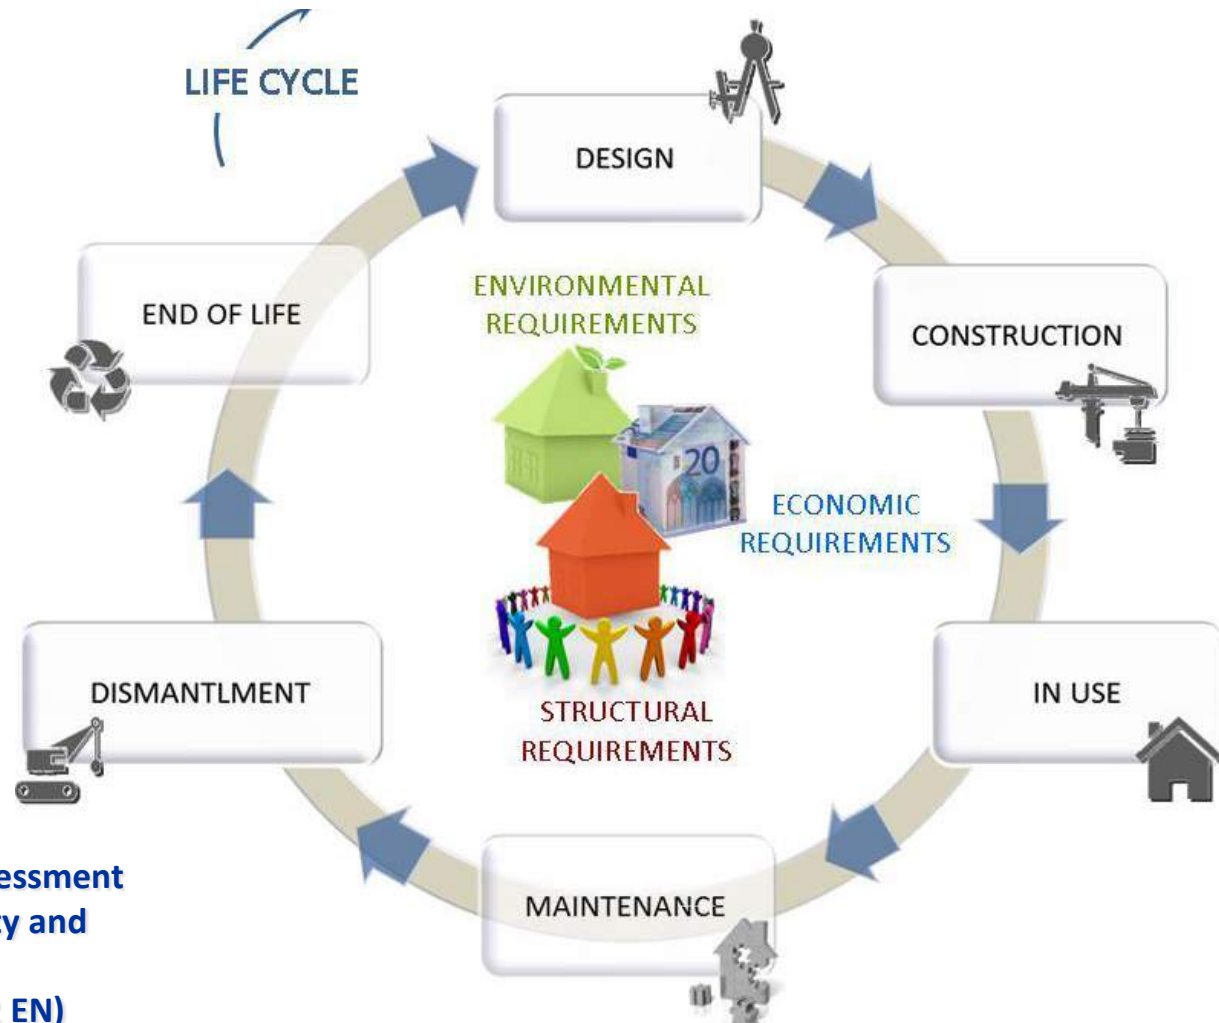 LIFE CYCLE
DESIGN
END OF LIFE
ENVIRONMENTAL
REQUIREMENTS
CONSTRUCTION
20
ECONOMIC
REQUIREMENTS
DISMANTLMENT
IN USE
STRUCTURAL
REQUIREMENTS
MAINTENANCE
essment
ty and
EN)